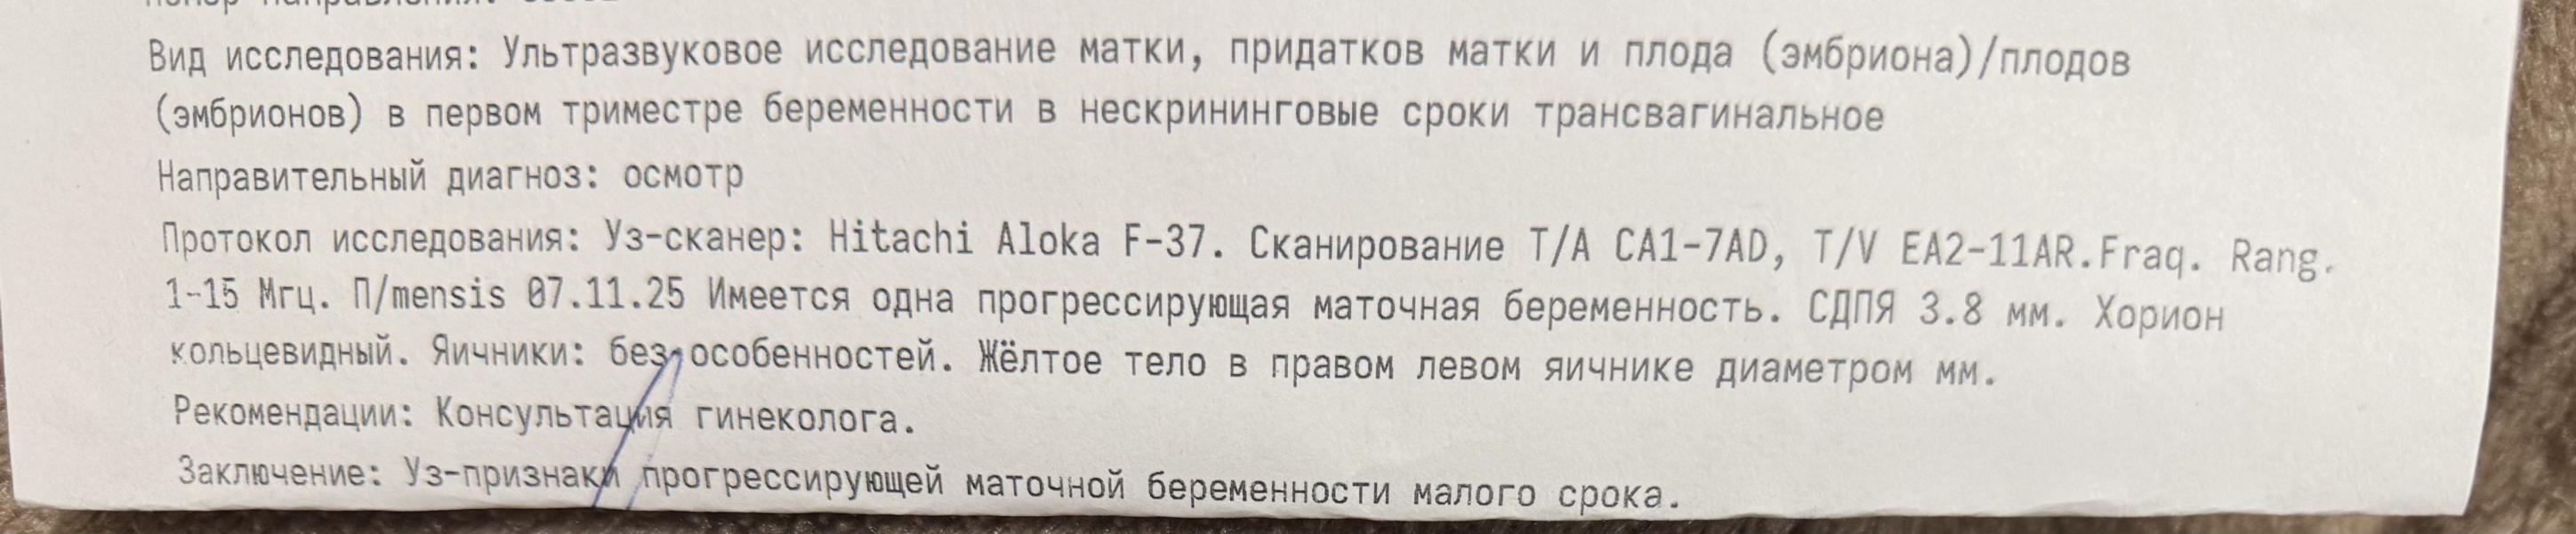 Вид исследования: Ультразвуковое исследование матки, придатков матки и плода (эмбриона)/плодов
(эмбрионов) в первом триместре беременности в нескрининговые сроки трансвагинальное
Направительный диагноз: осмотр
Протокол исследования: Уз-сканер: Hitachi Aloka F-37. Сканирование T/A CA1-7AD, T/V EA2-11AR.Fraq. Rang.
1-15 Мгц. П/mensis 07.11.25 Имеется одна прогрессирующая маточная беременность. СДПЯ 3.8 мм. Хорион
кольцевидный. Яичники: без особенностей. Жёлтое тело в правом левом яичнике диаметром мм.
Рекомендации: Консультация гинеколога.
Заключение: Уз-признаки прогрессирующей маточной беременности малого срока.